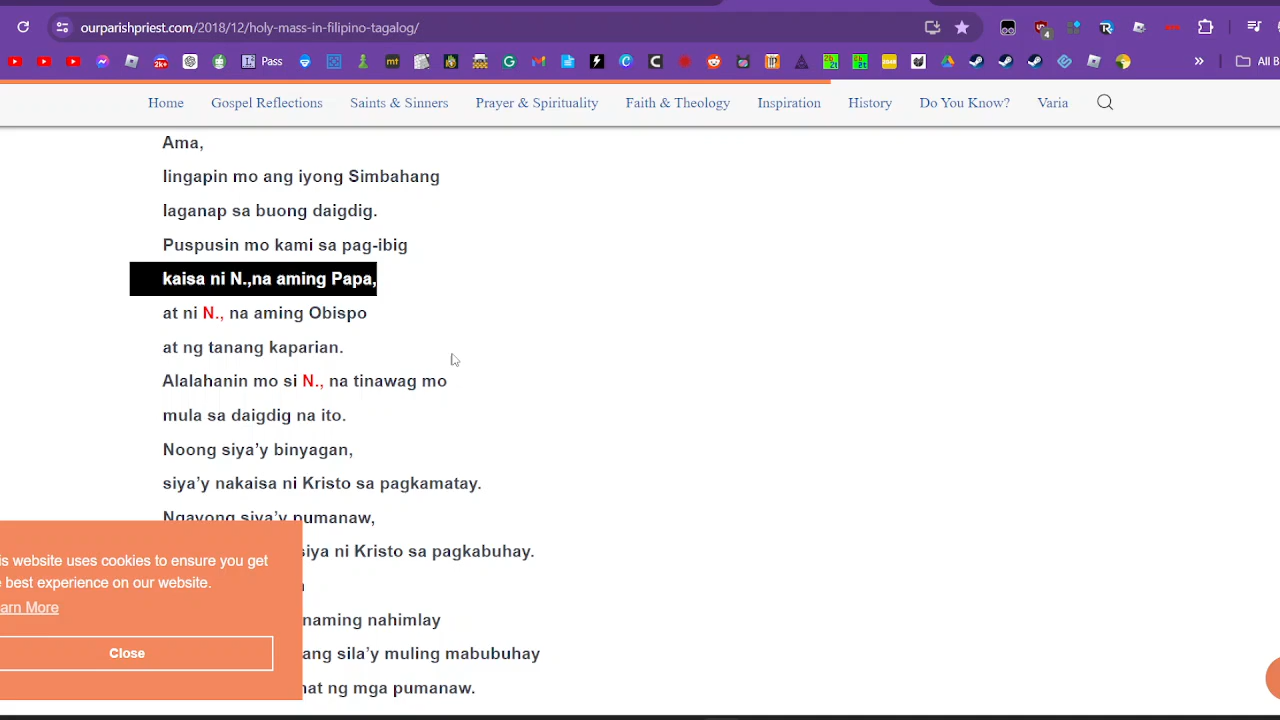 ourparishpriest.com/2018/12/holy-mass-in-filipino-tagalog/
Pass
All B
Home Gospel Reflections Saints & Sinners Prayer & Spirituality Faith & Theology Inspiration History Do You Know? Varia
Ama,
lingapin mo ang iyong Simbahang
laganap sa buong daigdig.
Puspusin mo kami sa pag-ibig
kaisa ni N.,na aming Papa,
at ni N., na aming Obispo
at ng tanang kaparian.
Alalahanin mo si N., na tinawag mo
mula sa daigdig na ito.
Noong siya’y binyagan,
siya’y nakaisa ni Kristo sa pagkamatay.
Ngayong siya’y pumanaw,
siya ni Kristo sa pagkabuhay.
naming nahimlay
ang sila’y muling mabubuhay
ng mga pumanaw.
is website uses cookies to ensure you get
best experience on our website.
arn More
Close